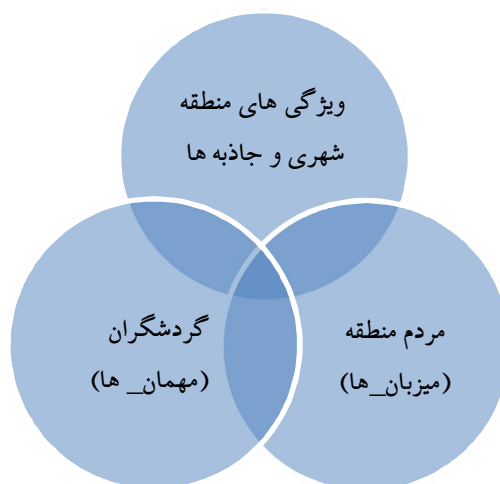 ویژگی های منطقه
شهری و جاذبه ها
گردشگران
(مهمان_ ها)
مردم منطقه
(میزبان_ها)